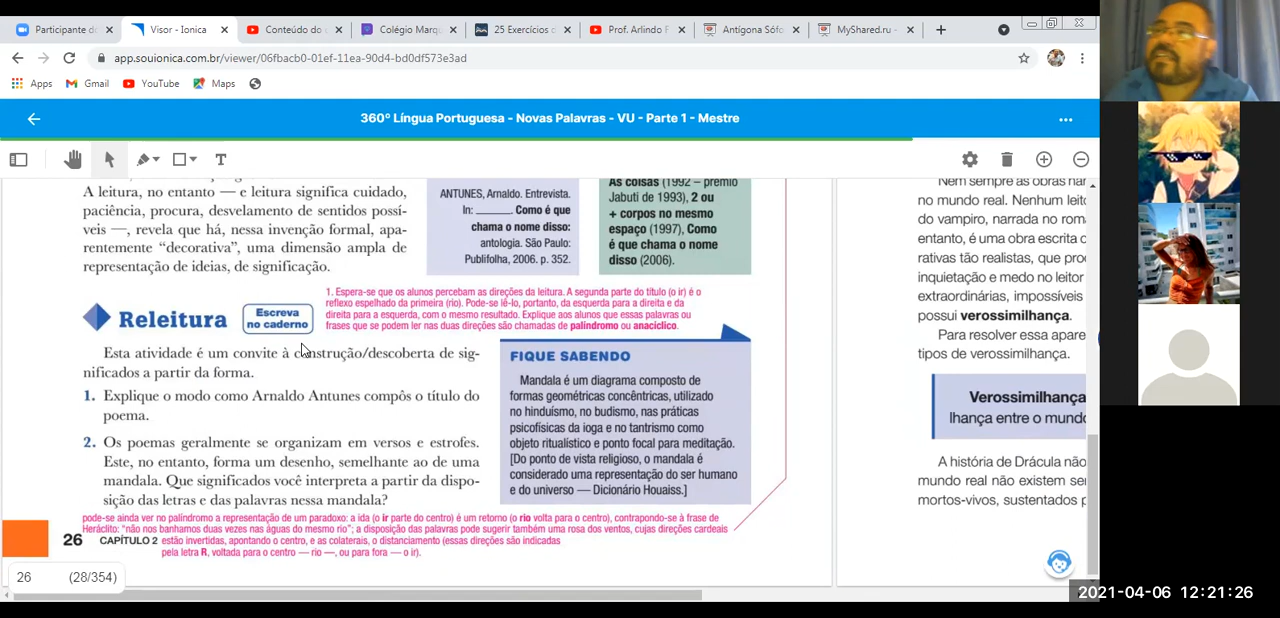 Participante d
Visor - Ionica
Conteúdo do
Colégio Marqu
25 Exercícios d
Prof. Arlindo F
Antígona Sófo
MyShared.ru -
app.souionica.com.br/viewer/06fbacb0-01ef-11ea-90d4-bd0df573e3ad
Apps
Gmail
YouTube
Maps
360º Língua Portuguesa - Novas Palavras - VU - Parte 1 - Mestre
A leitura, no entanto — e leitura significa cuidado,
paciência, procura, desvelamento de sentidos possí-
veis —, revela que há, nessa invenção formal, apa-
rentemente “decorativa”, uma dimensão ampla de
representação de ideias, de significação.
ANTUNES, Arnaldo. Entrevista.
In: ______. Como é que
chama o nome disso:
antologia. São Paulo:
Publifolha, 2006. p. 352.
As coisas (1992 – prêmio
Jabuti de 1993), 2 ou
+ corpos no mesmo
espaço (1997), Como
é que chama o nome
disso (2006).
Releitura
Escreva
no caderno
1. Espera-se que os alunos percebam as direções da leitura. A segunda parte do título (o ir) é o
reflexo espelhado da primeira (rio). Pode-se lê-lo, portanto, da esquerda para a direita e da
direita para a esquerda, com o mesmo resultado. Explique aos alunos que essas palavras ou
frases que se podem ler nas duas direções são chamadas de palíndromo ou anacíclico.
Esta atividade é um convite à construção/descoberta de sig-
nificados a partir da forma.
1. Explique o modo como Arnaldo Antunes compôs o título do
poema.
2. Os poemas geralmente se organizam em versos e estrofes.
Este, no entanto, forma um desenho, semelhante ao de uma
mandala. Que significados você interpreta a partir da dispo-
sição das letras e das palavras nessa mandala?
FIQUE SABENDO
Mandala é um diagrama composto de
formas geométricas concêntricas, utilizado
no hinduísmo, no budismo, nas práticas
psicofísicas da ioga e no tantrismo como
objeto ritualístico e ponto focal para meditação.
[Do ponto de vista religioso, o mandala é
considerado uma representação do ser humano
e do universo — Dicionário Houaiss.]
pode-se ainda ver no palíndromo a representação de um paradoxo: a ida (o ir parte do centro) é um retorno (o rio volta para o centro), contrapondo-se à frase de
Heráclito: “não nos banhamos duas vezes nas águas do mesmo rio”; a disposição das palavras pode sugerir também uma rosa dos ventos, cujas direções cardeais
estão invertidas, apontando o centro, e as colaterais, o distanciamento (essas direções são indicadas
pela letra R, voltada para o centro — rio —, ou para fora — o ir).
26 CAPÍTULO 2
26 (28/354)
Nem sempre as obras nar
no mundo real. Nenhum leito
do vampiro, narrada no rom
entanto, é uma obra escrita c
rativas tão realistas, que pro
inquietação e medo no leitor
extraordinárias, impossíveis
possui verossimilhança.
Para resolver essa apare
tipos de verossimilhança.
Verossimilhança
lhança entre o mundo
A história de Drácula não
mundo real não existem ser
mortos-vivos, sustentados p
2021-04-06 12:21:26